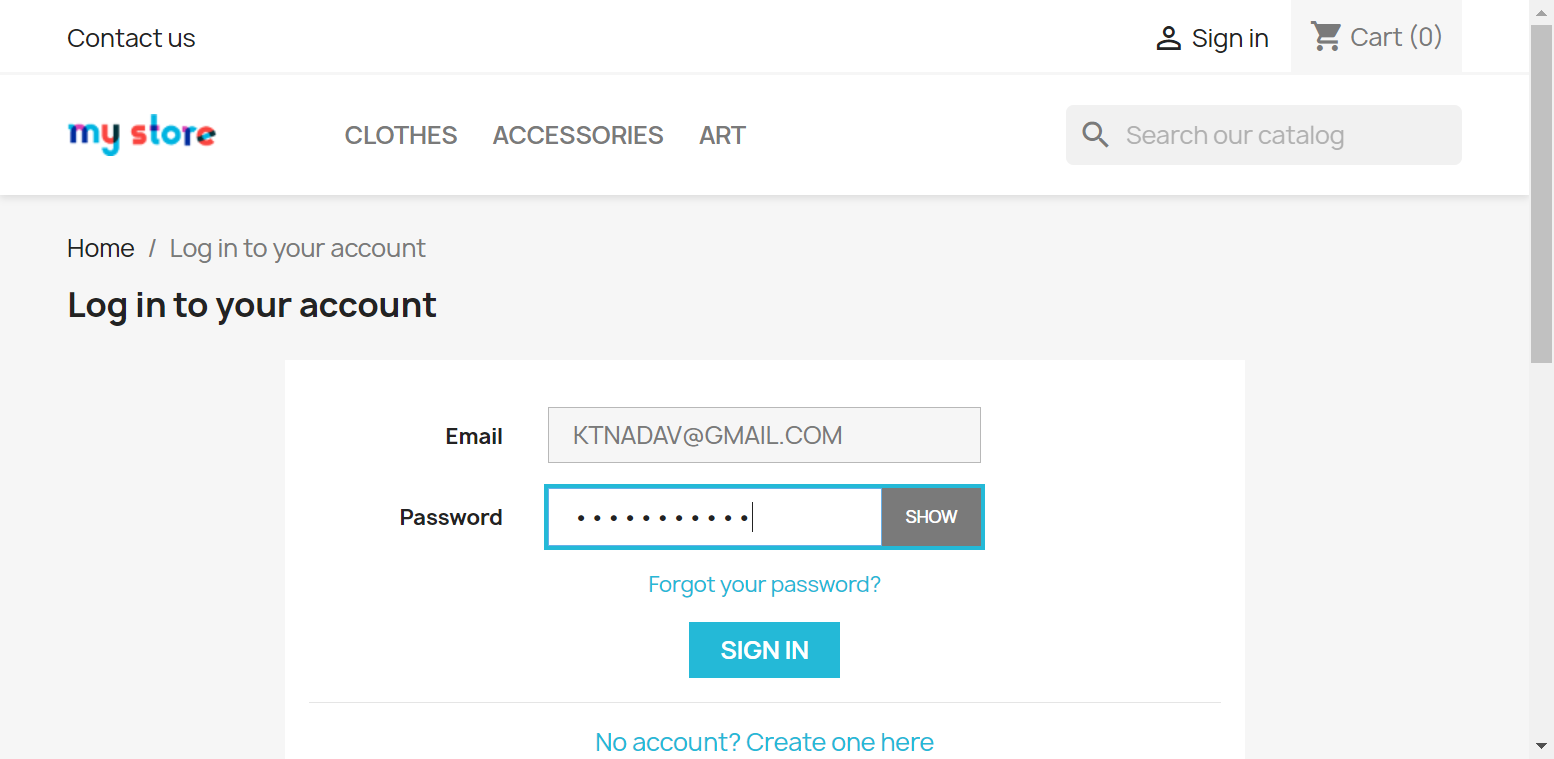 Contact us
Sign in
Cart (0)
my store
CLOTHES
ACCESSORIES
ART
Search our catalog
Home / Log in to your account
Log in to your account
Email
KTNADAV@GMAIL.COM
Password
•••••••••••
SHOW
Forgot your password?
SIGN IN
No account? Create one here